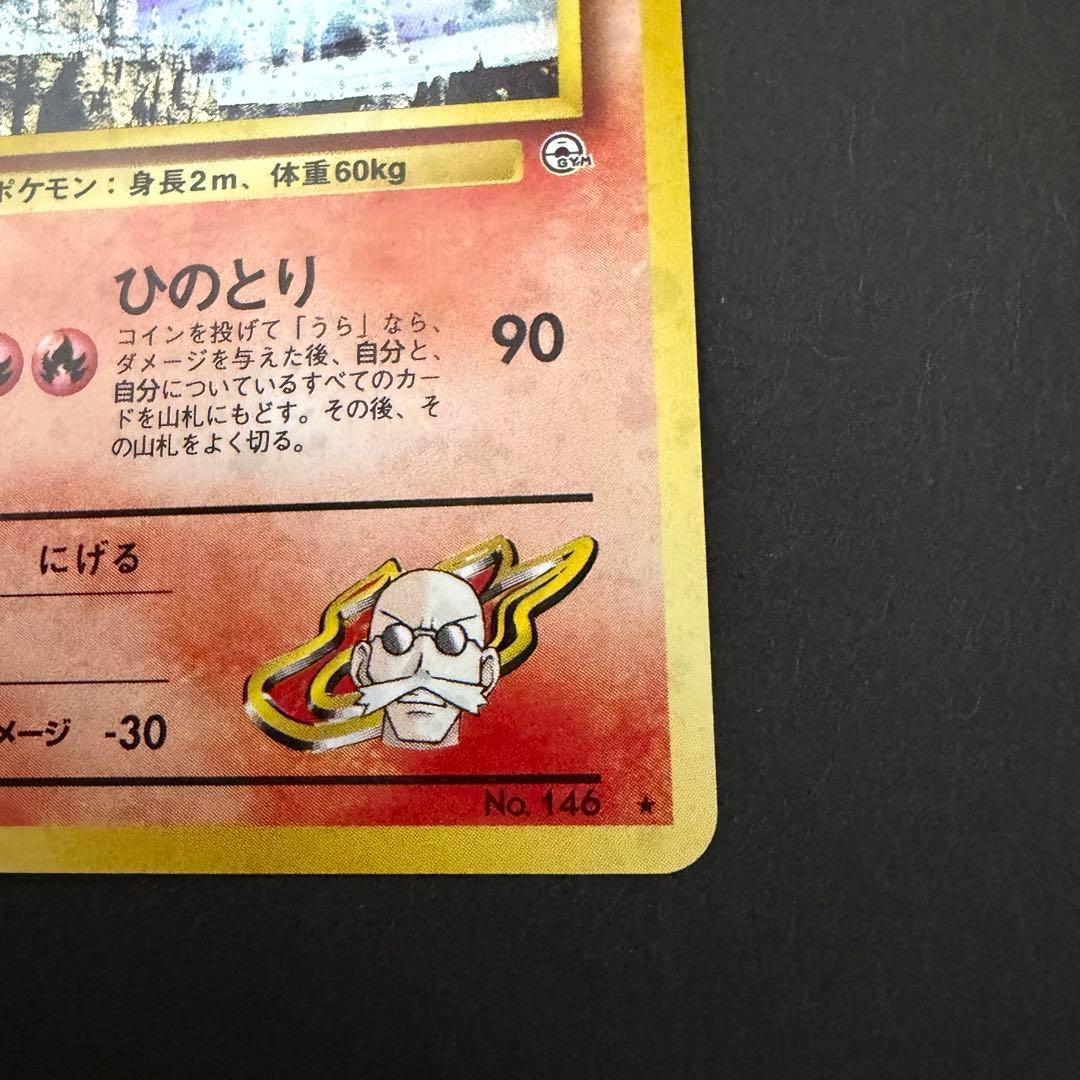 ポケモン：身長2m、体重60kg
GYM
ひのとり
コインを投げて「うら」なら、
ダメージを与えた後、自分と、
自分についているすべてのカー
ドを山札にもどす。その後、そ
の山札をよく切る。
90
にげる
メージ -30
No. 146 ★